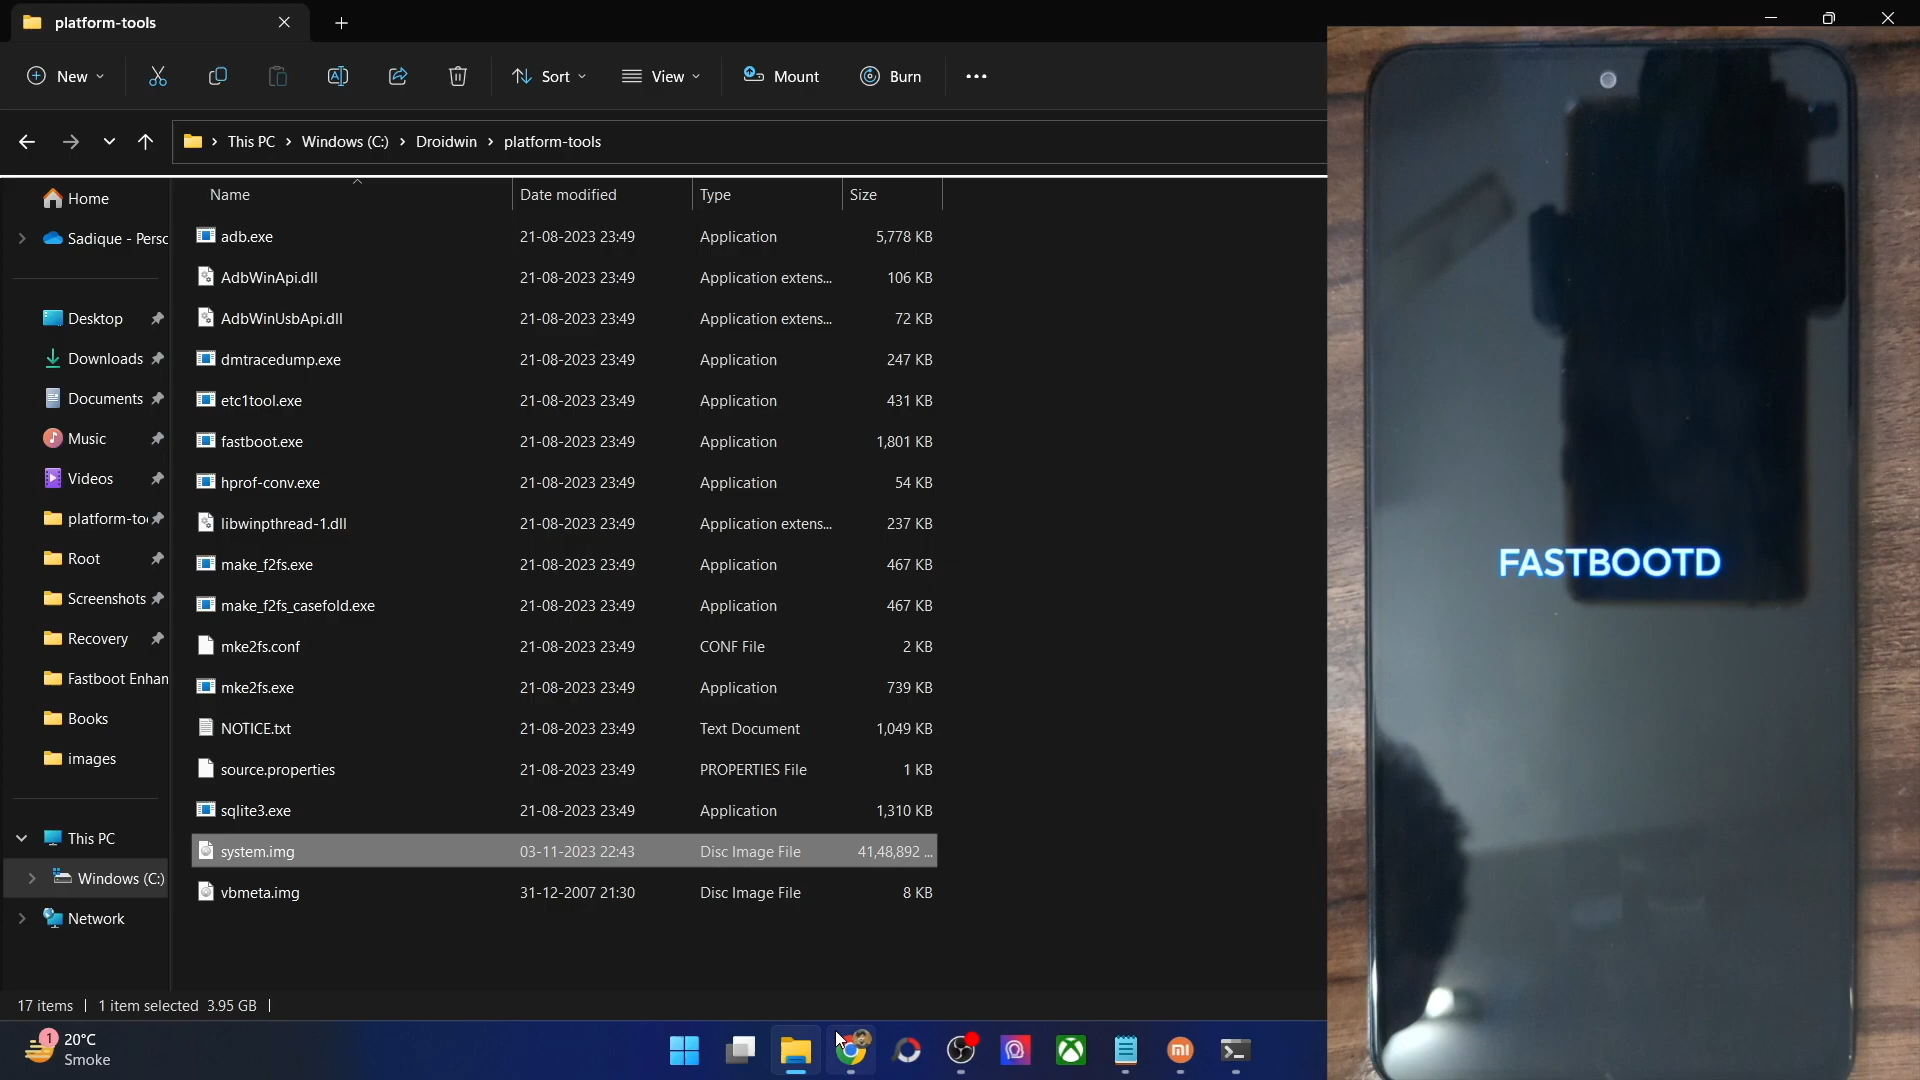 platform-tools
New
Sort
View
Mount
Burn
This PC
Windows (C:)
Droidwin
platform-tools
Name
Date modified
Type
Size
Home
Sadique - Perso
Desktop
Downloads
Documents
Music
Videos
platform-too
Root
Screenshots
Recovery
Fastboot Enhan
Books
images
This PC
Windows (C:)
Network
adb.exe 21-08-2023 23:49 Application 5,778 KB
AdbWinApi.dll 21-08-2023 23:49 Application extens... 106 KB
AdbWinUsbApi.dll 21-08-2023 23:49 Application extens... 72 KB
dmtracedump.exe 21-08-2023 23:49 Application 247 KB
etc1tool.exe 21-08-2023 23:49 Application 431 KB
fastboot.exe 21-08-2023 23:49 Application 1,801 KB
hprof-conv.exe 21-08-2023 23:49 Application 54 KB
libwinpthread-1.dll 21-08-2023 23:49 Application extens... 237 KB
make_f2fs.exe 21-08-2023 23:49 Application 467 KB
make_f2fs_casefold.exe 21-08-2023 23:49 Application 467 KB
mke2fs.conf 21-08-2023 23:49 CONF File 2 KB
mke2fs.exe 21-08-2023 23:49 Application 739 KB
NOTICE.txt 21-08-2023 23:49 Text Document 1,049 KB
source.properties 21-08-2023 23:49 PROPERTIES File 1 KB
sqlite3.exe 21-08-2023 23:49 Application 1,310 KB
system.img 03-11-2023 22:43 Disc Image File 41,48,892 ...
vbmeta.img 31-12-2007 21:30 Disc Image File 8 KB
17 items 1 item selected 3.95 GB
1
20°C
Smoke
mi
FASTBOOTD